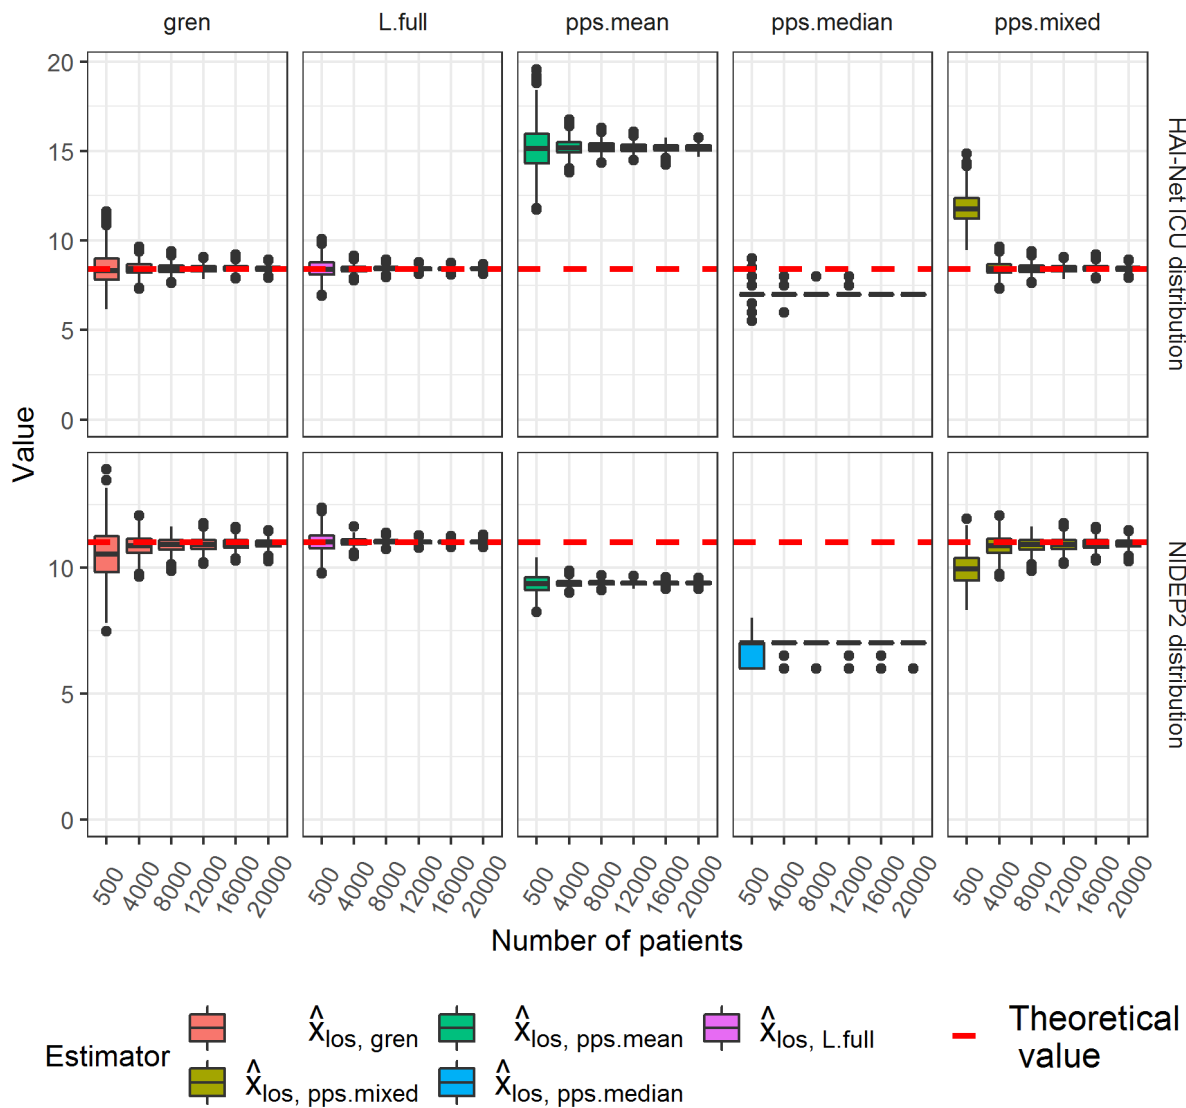 gren L.full pps.mean pps.median pps.mixed
20
15
10
5
0
HAI-Net ICU distribution
Value
10
5
0
NIDEP2 distribution
500 4000 8000 12000 16000 20000 500 4000 8000 12000 16000 20000 500 4000 8000 12000 16000 20000 500 4000 8000 12000 16000 20000 500 4000 8000 12000 16000 20000
Number of patients
Estimator
x̂los, gren x̂los, pps.mean x̂los, L.full
x̂los, pps.mixed x̂los, pps.median
Theoretical
value